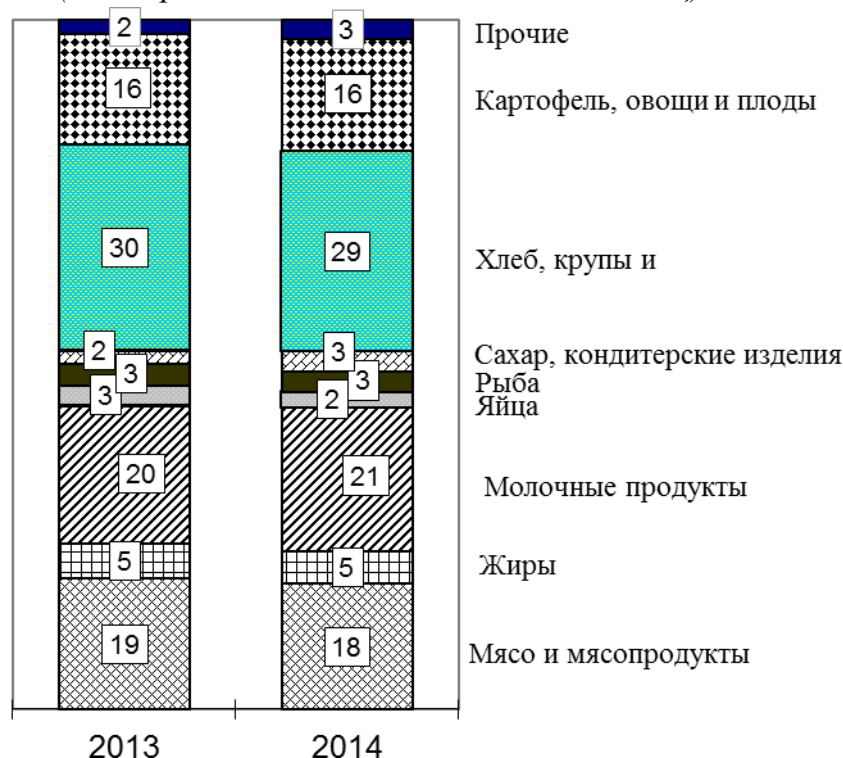 2
3
Прочие
16
16
Картофель, овощи и плоды
30
29
Хлеб, крупы и
2
3
Сахар, кондитерские изделия
3
3
Рыба
3
2
Яйца
20
21
Молочные продукты
5
5
Жиры
19
18
Мясо и мясопродукты
2013
2014